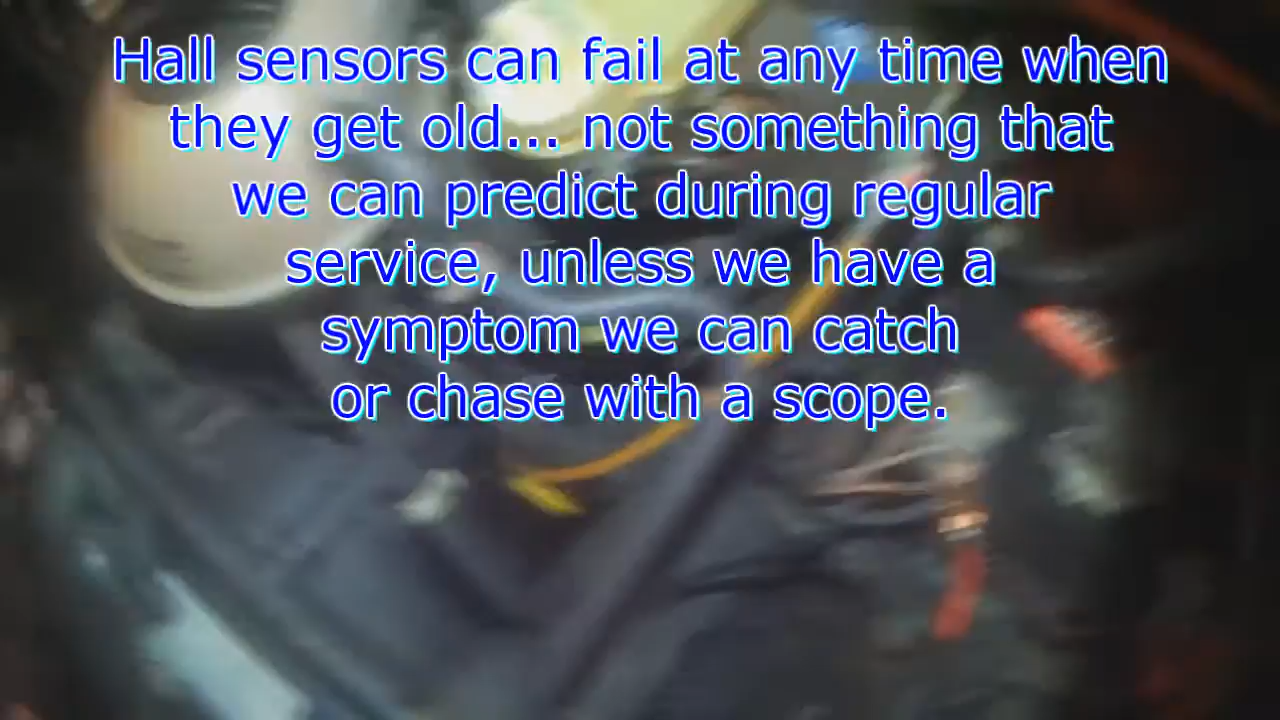 Hall sensors can fail at any time when
they get old... not something that
we can predict during regular
service, unless we have a
symptom we can catch
or chase with a scope.